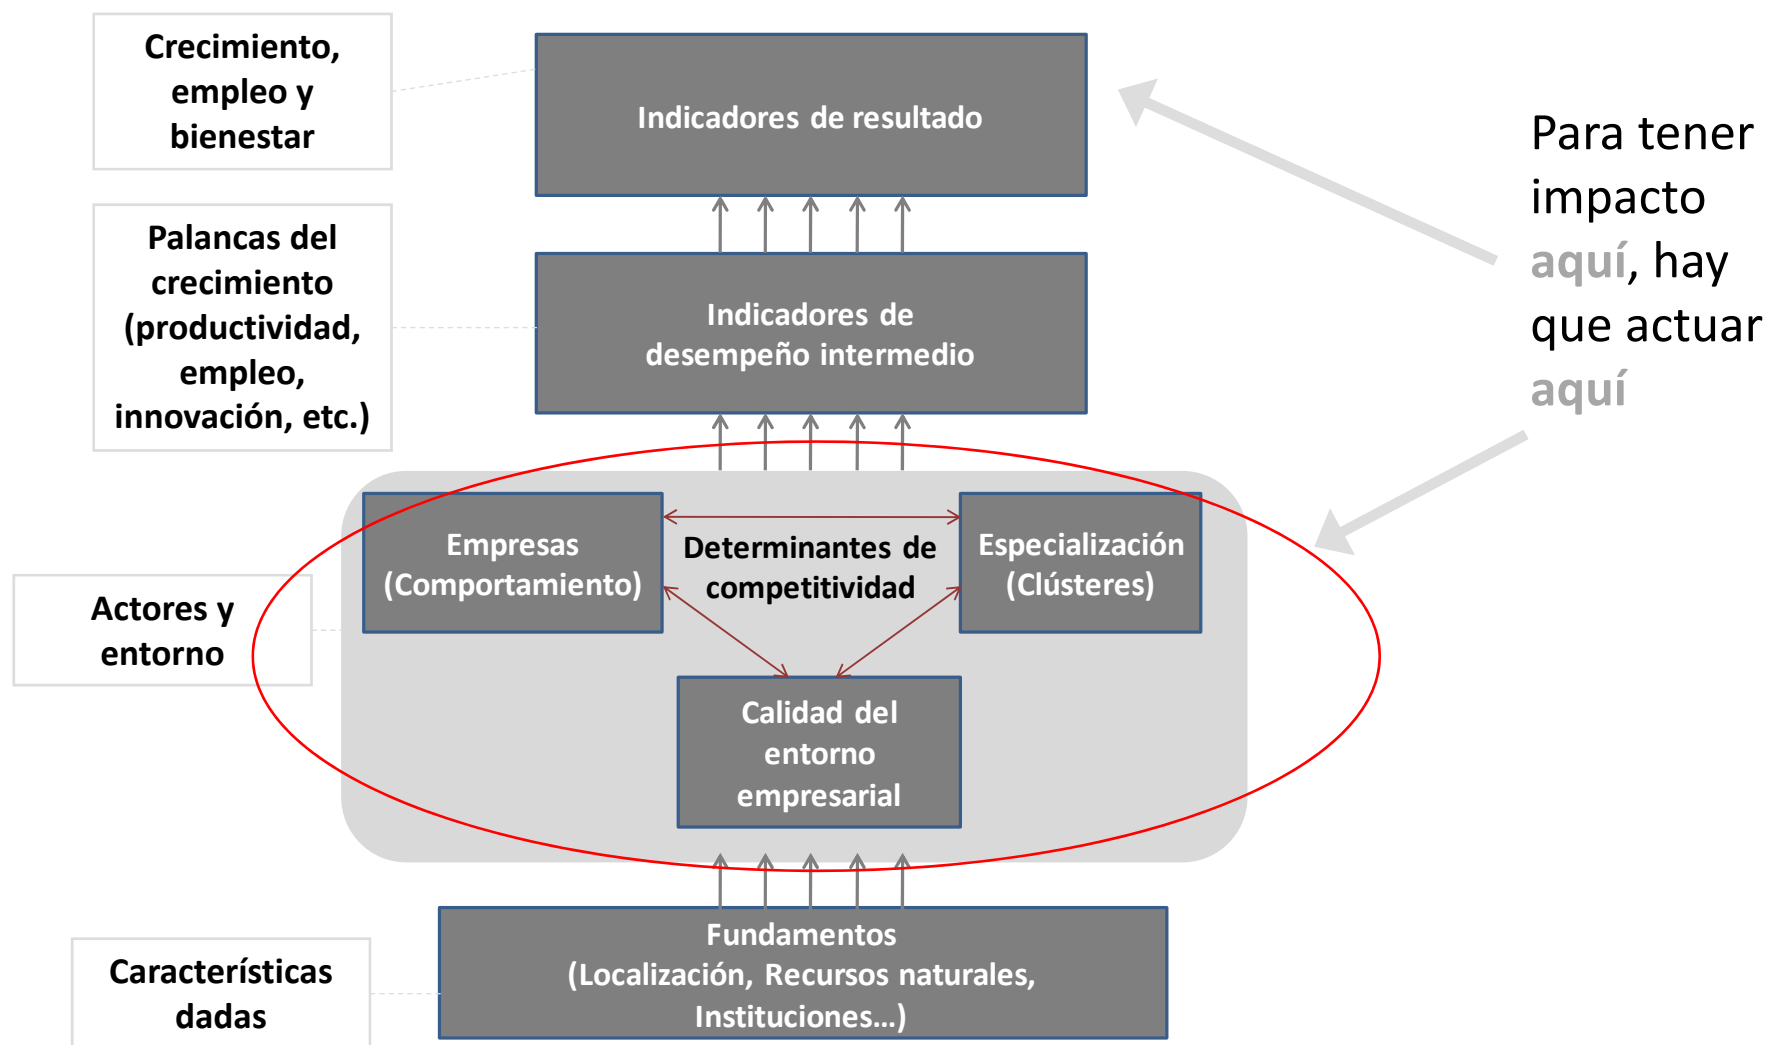 Crecimiento,
empleo y
bienestar
Indicadores de resultado
Para tener
impacto
aquí, hay
que actuar
aquí
Palancas del
crecimiento
(productividad,
empleo,
innovación, etc.)
Indicadores de
desempeño intermedio
Empresas
(Comportamiento)
Determinantes de
competitividad
Especialización
(Clústeres)
Actores y
entorno
Calidad del
entorno
empresarial
Características
dadas
Fundamentos
(Localización, Recursos naturales,
Instituciones...)